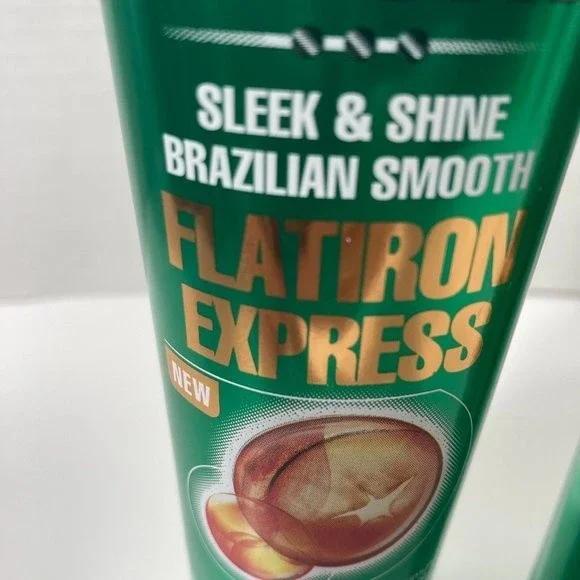 SLEEK & SHINE
BRAZILIAN SMOOTH
FLATIRON
EXPRESS
NEW